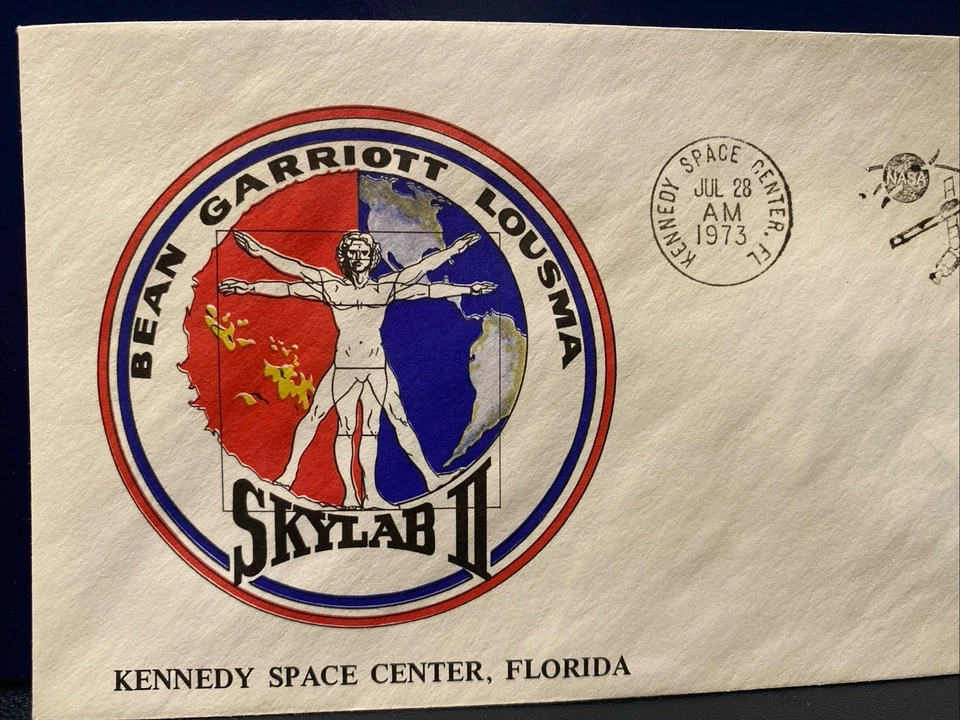 BEAN GARRIOTT LOUSMA
SKYLAB II
KENNEDY SPACE CENTER, FL
JUL 28
AM
1973
NASA
KENNEDY SPACE CENTER, FLORIDA